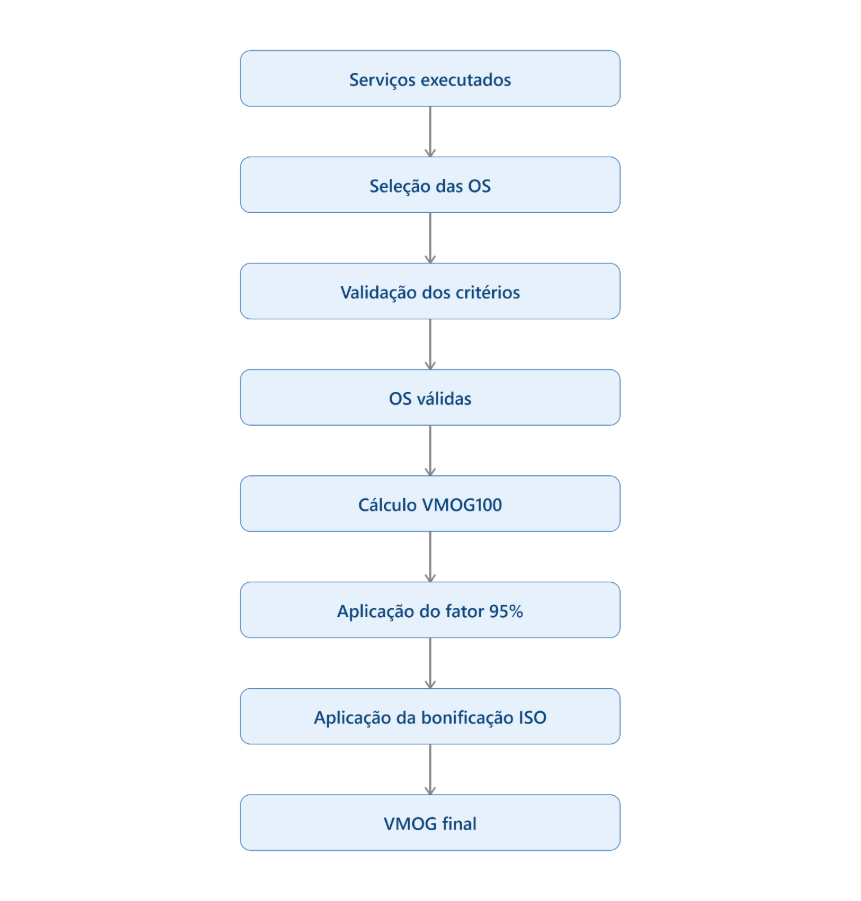 Serviços executados
Seleção das OS
Validação dos critérios
OS válidas
Cálculo VMOG100
Aplicação do fator 95%
Aplicação da bonificação ISO
VMOG final